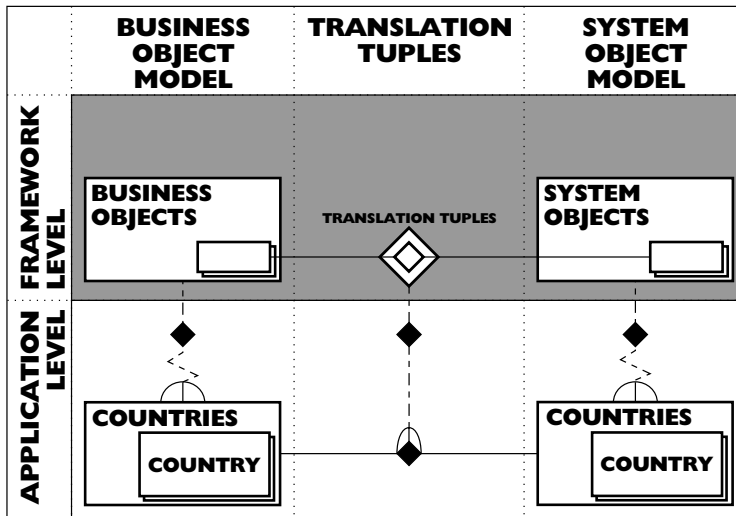 BUSINESS
OBJECT
MODEL
TRANSLATION
TUPLES
SYSTEM
OBJECT
MODEL
FRAMEWORK
LEVEL
BUSINESS
OBJECTS
TRANSLATION TUPLES
SYSTEM
OBJECTS
APPLICATION
LEVEL
COUNTRIES
COUNTRY
COUNTRIES
COUNTRY